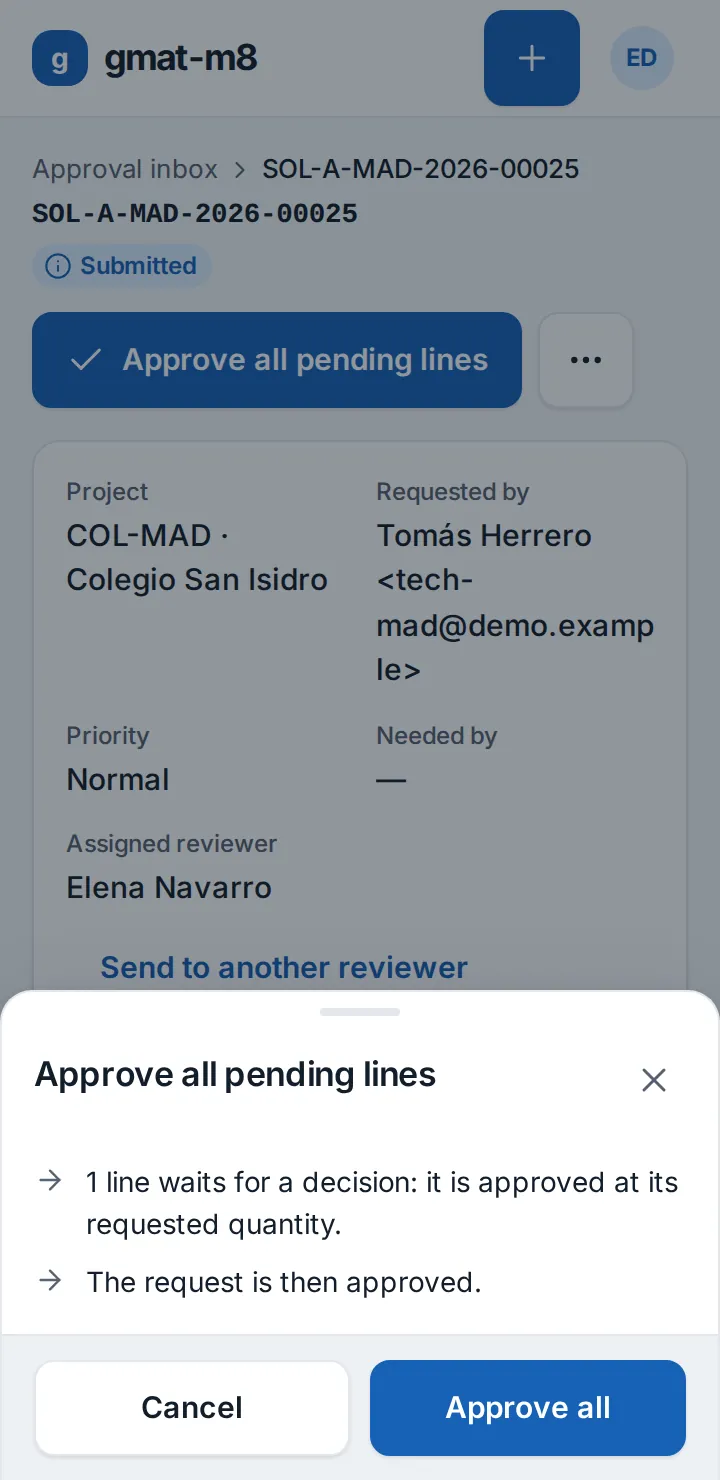 g gmat-m8 ED
Approval inbox > SOL-A-MAD-2026-00025
SOL-A-MAD-2026-00025
Submitted
Approve all pending lines
Project
COL-MAD ·
Colegio San Isidro
Requested by
Tomás Herrero
<tech-
mad@demo.examp
le>
Priority
Normal
Needed by
—
Assigned reviewer
Elena Navarro
Send to another reviewer
Approve all pending lines
→ 1 line waits for a decision: it is approved at its
requested quantity.
→ The request is then approved.
Cancel
Approve all